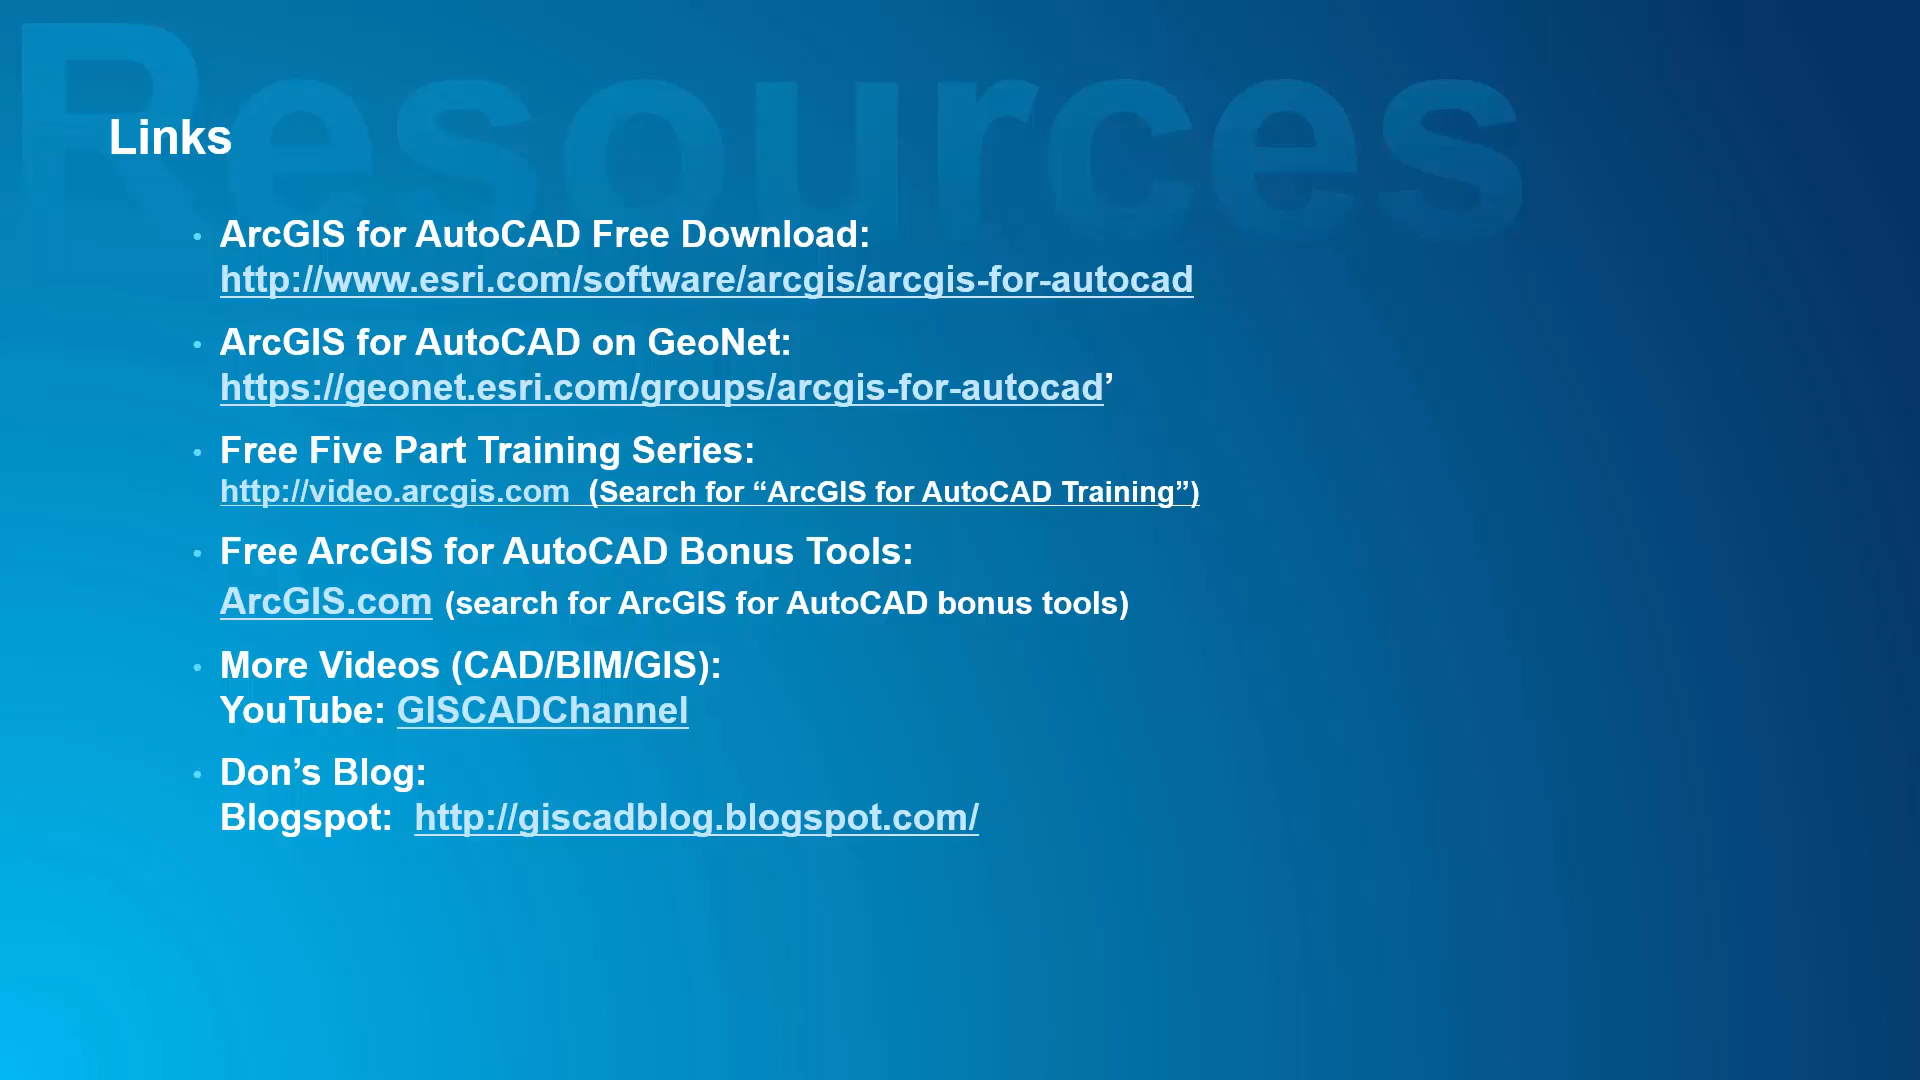 Resources
Links
• ArcGIS for AutoCAD Free Download:
http://www.esri.com/software/arcgis/arcgis-for-autocad
• ArcGIS for AutoCAD on GeoNet:
https://geonet.esri.com/groups/arcgis-for-autocad’
• Free Five Part Training Series:
http://video.arcgis.com (Search for “ArcGIS for AutoCAD Training”)
• Free ArcGIS for AutoCAD Bonus Tools:
ArcGIS.com (search for ArcGIS for AutoCAD bonus tools)
• More Videos (CAD/BIM/GIS):
YouTube: GISCADChannel
• Don’s Blog:
Blogspot: http://giscadblog.blogspot.com/